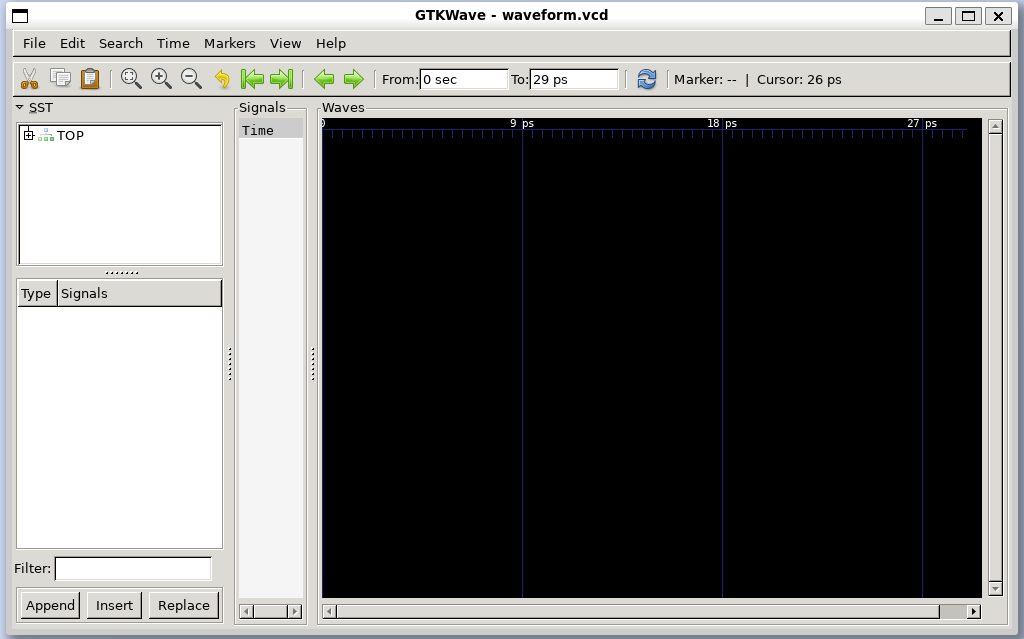 GTKWave - waveform.vcd
File Edit Search Time Markers View Help
From: 0 sec To: 29 ps Marker: -- | Cursor: 26 ps
SST
TOP
Type Signals
Filter:
Append Insert Replace
Signals
Time
Waves
0 9 ps 18 ps 27 ps